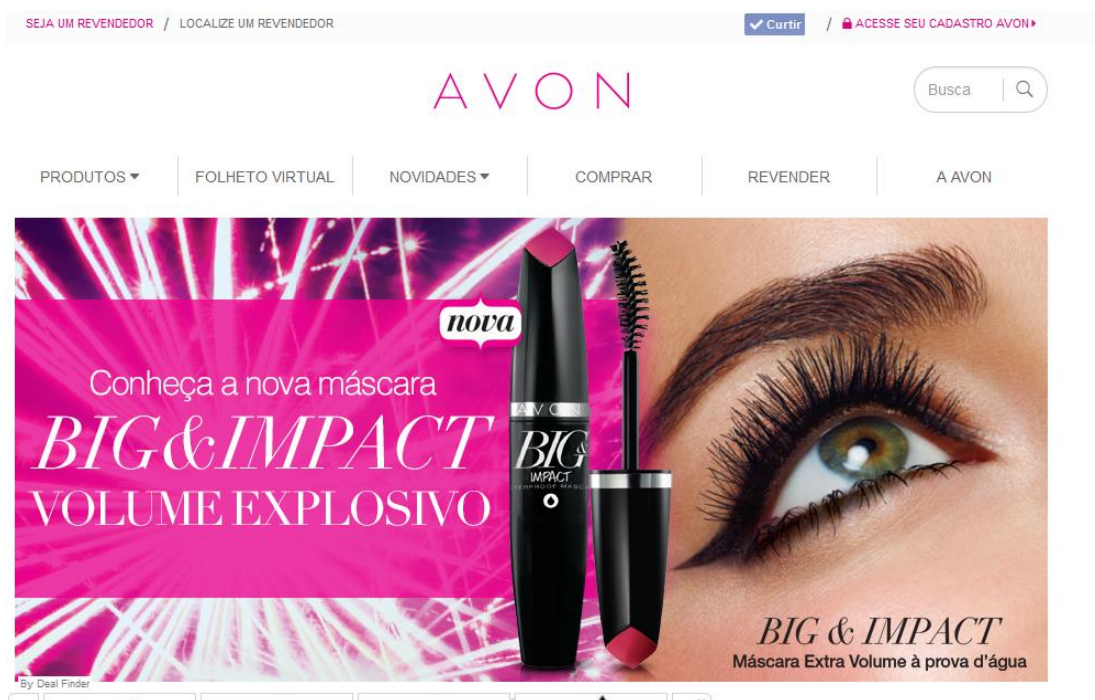 SEJA UM REVENDEDOR / LOCALIZE UM REVENDEDOR
Curtir / ACESSE SEU CADASTRO AVON
AVON
Busca
PRODUTOS FOLHETO VIRTUAL NOVIDADES COMPRAR REVENDER A AVON
nova
Conheça a nova máscara
BIG&IMPACT
VOLUME EXPLOSIVO
AVON
BIG&
IMPACT
BIG & IMPACT
Máscara Extra Volume à prova d'água
By Deal Finder